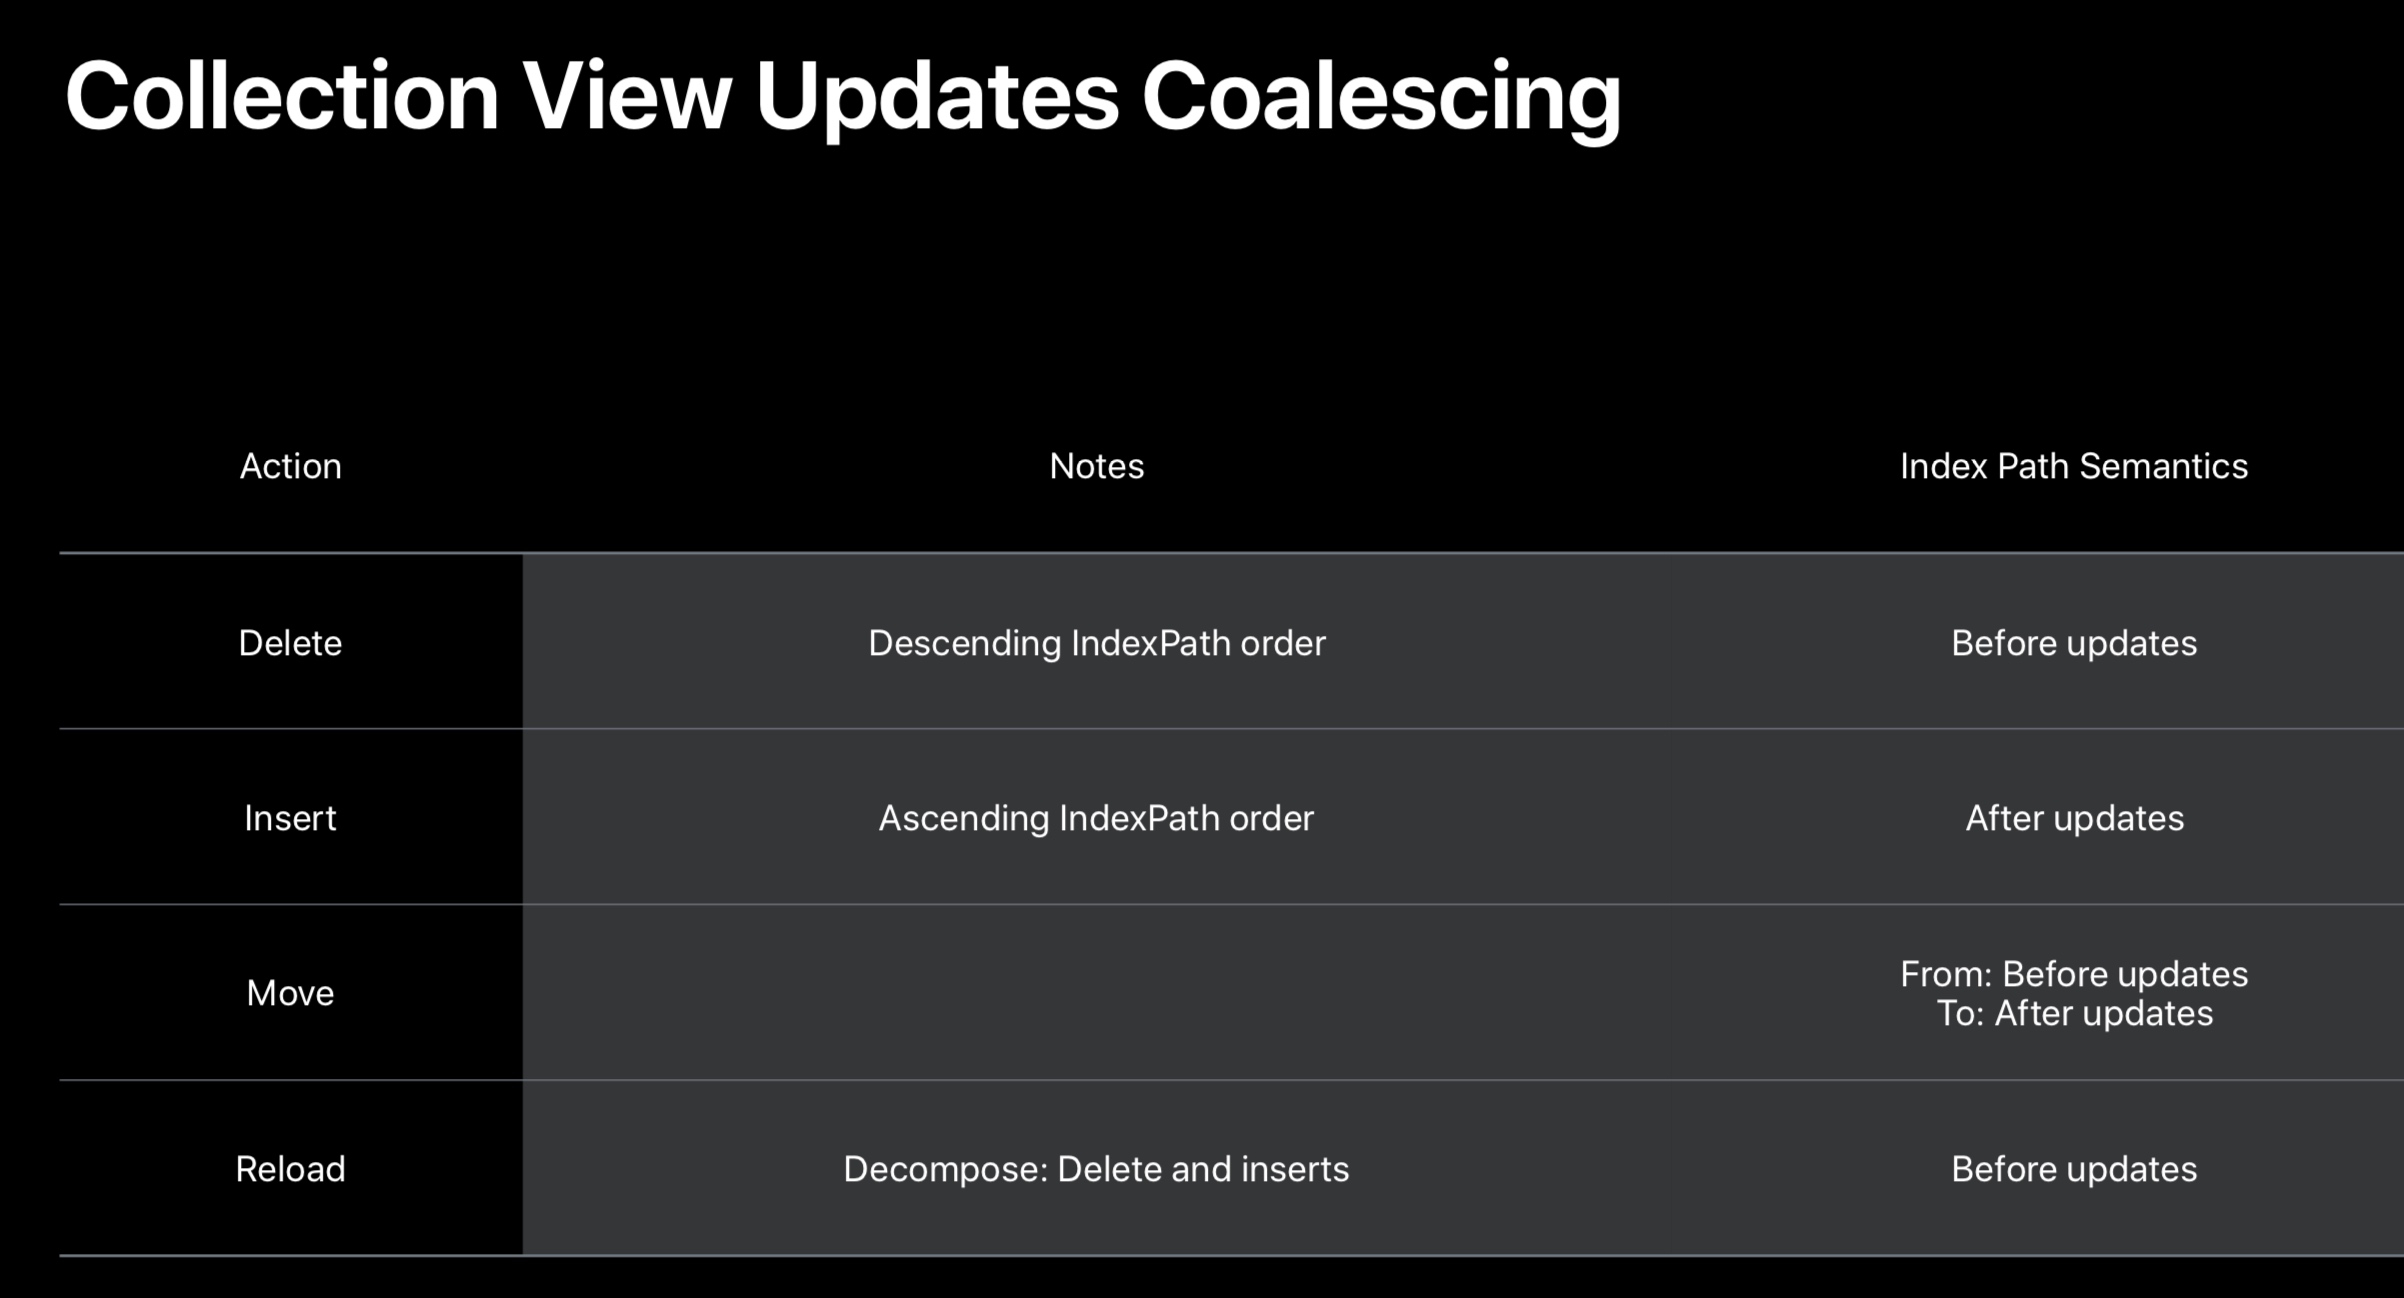 Collection View Updates Coalescing
Action Notes Index Path Semantics
Delete Descending IndexPath order Before updates
Insert Ascending IndexPath order After updates
Move From: Before updates
To: After updates
Reload Decompose: Delete and inserts Before updates